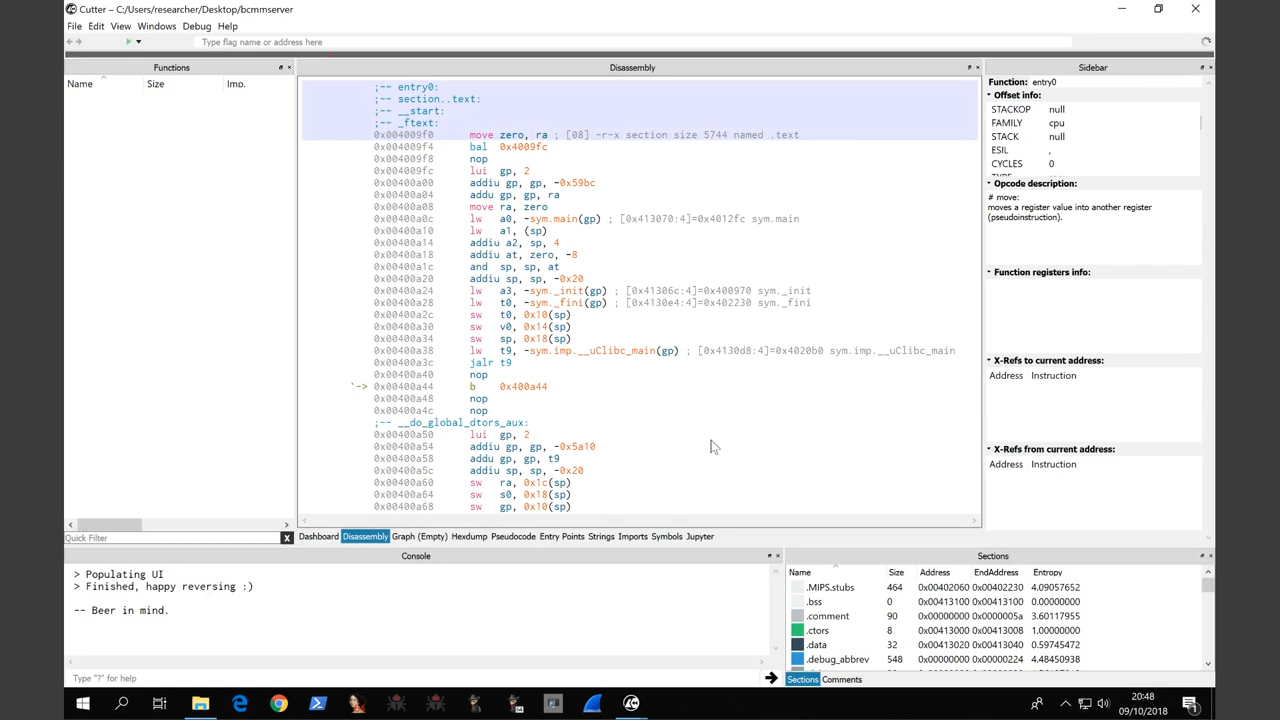 Cutter – C:/Users/researcher/Desktop/bcmmserver
File Edit View Windows Debug Help
Type flag name or address here
Functions
Name Size Imp.
Quick Filter X
Disassembly
;-- entry0:
;-- section..text:
;-- __start:
;-- _ftext:
0x004009f0 move zero, ra ; [08] -r-x section size 5744 named .text
0x004009f4 bal 0x4009fc
0x004009f8 nop
0x004009fc lui gp, 2
0x00400a00 addiu gp, gp, -0x59bc
0x00400a04 addu gp, gp, ra
0x00400a08 move ra, zero
0x00400a0c lw a0, -sym.main(gp) ; [0x413070:4]=0x4012fc sym.main
0x00400a10 lw a1, (sp)
0x00400a14 addiu a2, sp, 4
0x00400a18 addiu at, zero, -8
0x00400a1c and sp, sp, at
0x00400a20 addiu sp, sp, -0x20
0x00400a24 lw a3, -sym._init(gp) ; [0x41306c:4]=0x400970 sym._init
0x00400a28 lw t0, -sym._fini(gp) ; [0x4130e4:4]=0x402230 sym._fini
0x00400a2c sw t0, 0x10(sp)
0x00400a30 sw v0, 0x14(sp)
0x00400a34 sw sp, 0x18(sp)
0x00400a38 lw t9, -sym.imp.__uClibc_main(gp) ; [0x4130d8:4]=0x4020b0 sym.imp.__uClibc_main
0x00400a3c jalr t9
0x00400a40 nop
`-> 0x00400a44 b 0x400a44
0x00400a48 nop
0x00400a4c nop
;-- __do_global_dtors_aux:
0x00400a50 lui gp, 2
0x00400a54 addiu gp, gp, -0x5a10
0x00400a58 addu gp, gp, t9
0x00400a5c addiu sp, sp, -0x20
0x00400a60 sw ra, 0x1c(sp)
0x00400a64 sw s0, 0x18(sp)
0x00400a68 sw gp, 0x10(sp)
Dashboard Disassembly Graph (Empty) Hexdump Pseudocode Entry Points Strings Imports Symbols Jupyter
Sidebar
Function: entry0
Offset info:
STACKOP null
FAMILY cpu
STACK null
ESIL ,
CYCLES 0
Opcode description:
# move:
moves a register value into another register
(pseudoinstruction).
Function registers info:
X-Refs to current address:
Address Instruction
X-Refs from current address:
Address Instruction
Console
> Populating UI
> Finished, happy reversing :)
-- Beer in mind.
Type "?" for help
Sections
Name Size Address EndAddress Entropy
.MIPS.stubs 464 0x00402060 0x00402230 4.09057652
.bss 0 0x00413100 0x00413100 0.00000000
.comment 90 0x00000000 0x0000005a 3.60117955
.ctors 8 0x00413000 0x00413008 1.00000000
.data 32 0x00413020 0x00413040 0.59745472
.debug_abbrev 548 0x00000000 0x00000224 4.48450938
Sections Comments
20:48
09/10/2018
1